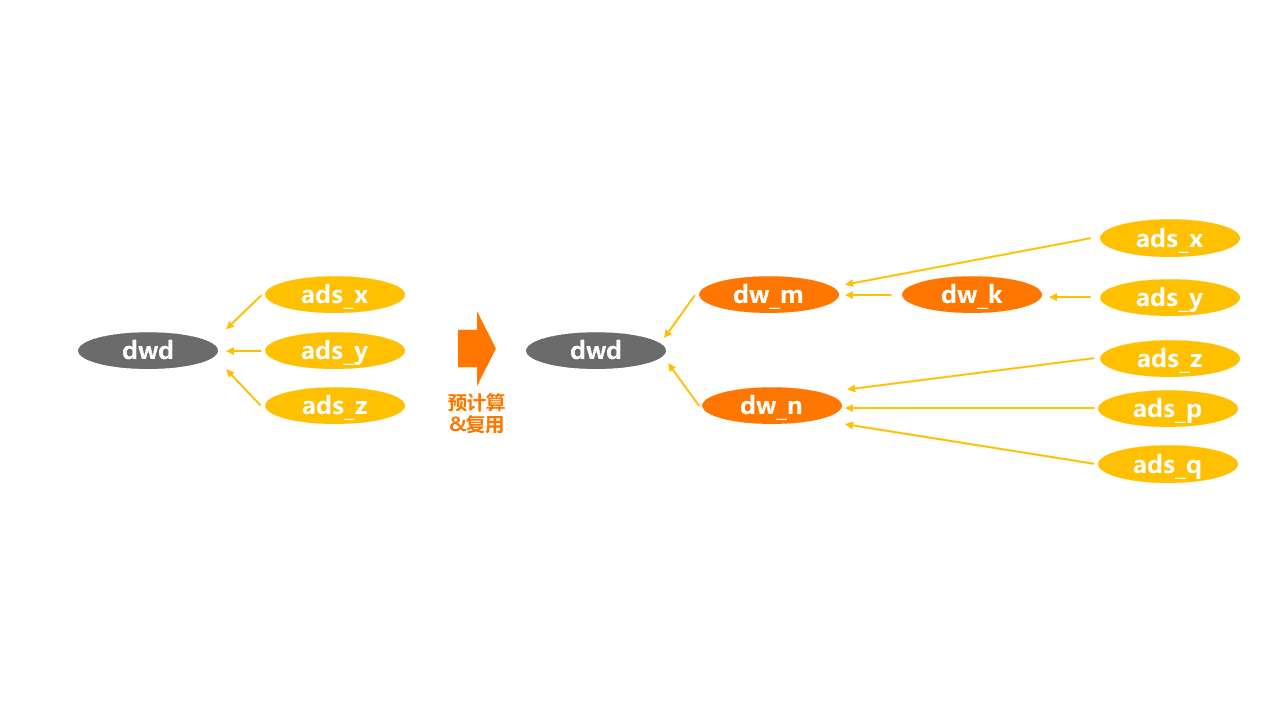 dwd
ads_x
ads_y
ads_z
预计算
&复用
dwd
dw_m
dw_k
dw_n
ads_x
ads_y
ads_z
ads_p
ads_q